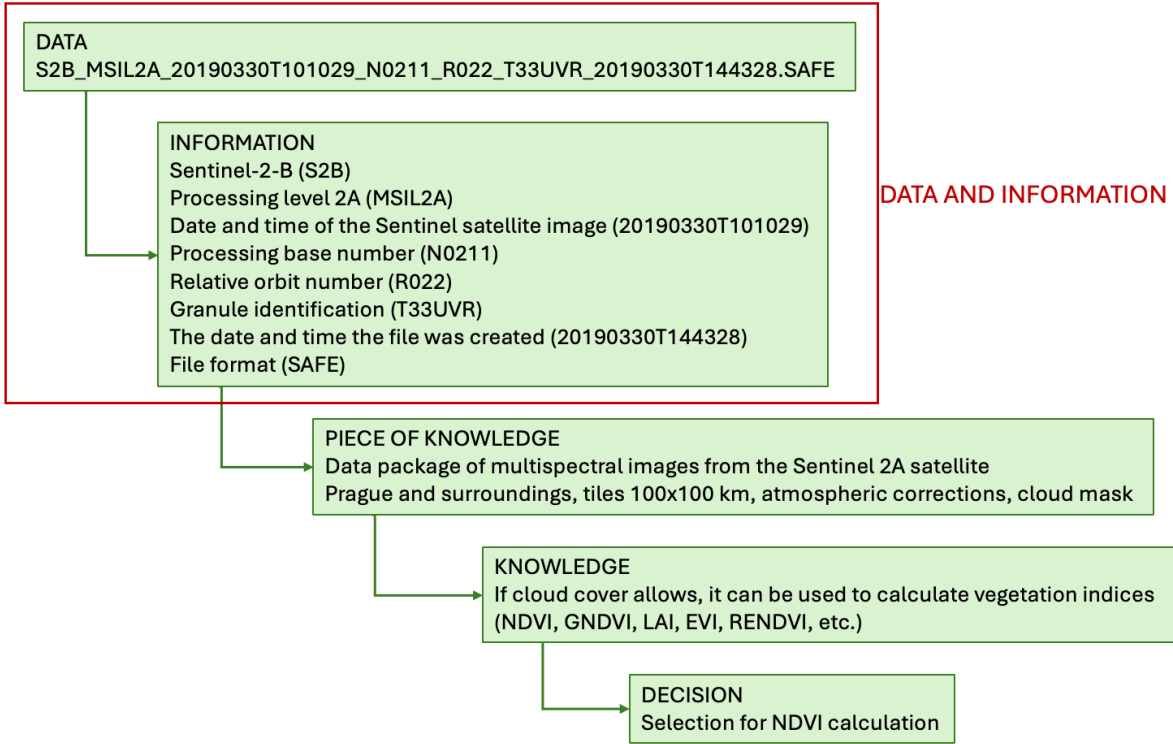 DATA
S2B_MSIL2A_20190330T101029_N0211_R022_T33UVR_20190330T144328.SAFE
INFORMATION
Sentinel-2-B (S2B)
Processing level 2A (MSIL2A)
Date and time of the Sentinel satellite image (20190330T101029)
Processing base number (N0211)
Relative orbit number (R022)
Granule identification (T33UVR)
The date and time the file was created (20190330T144328)
File format (SAFE)
DATA AND INFORMATION
PIECE OF KNOWLEDGE
Data package of multispectral images from the Sentinel 2A satellite
Prague and surroundings, tiles 100x100 km, atmospheric corrections, cloud mask
KNOWLEDGE
If cloud cover allows, it can be used to calculate vegetation indices
(NDVI, GNDVI, LAI, EVI, RENDVI, etc.)
DECISION
Selection for NDVI calculation